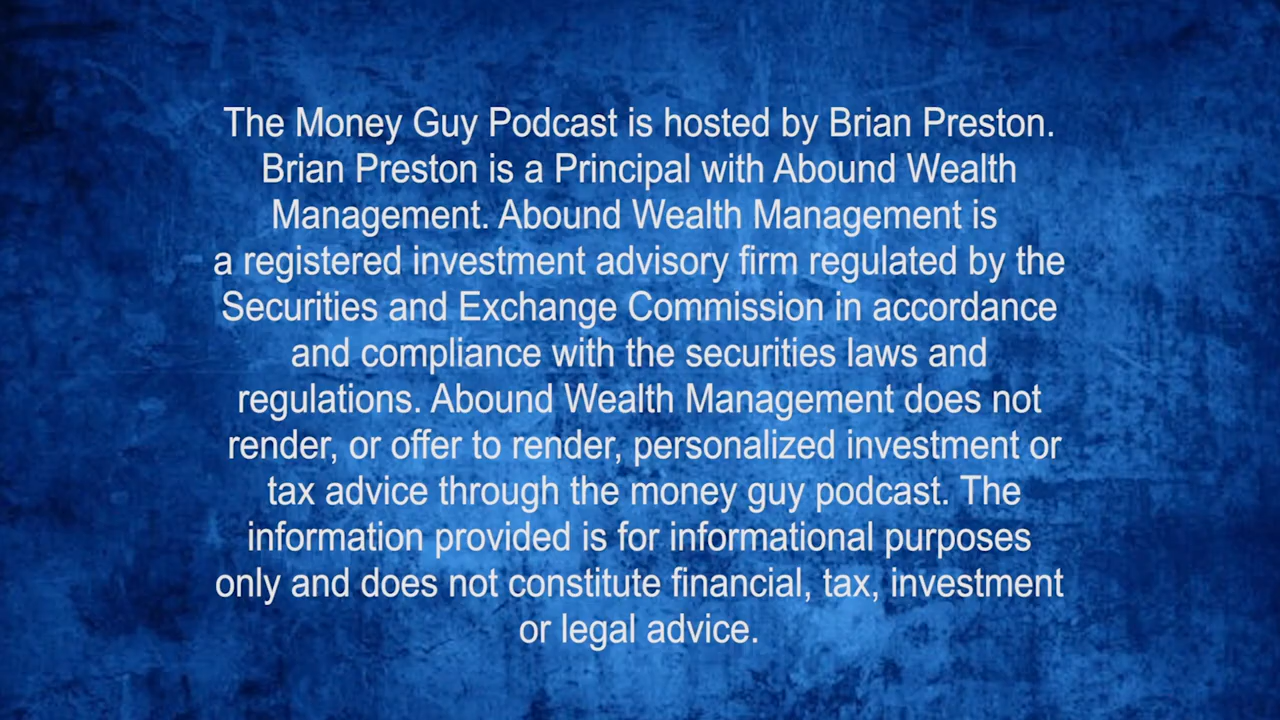 The Money Guy Podcast is hosted by Brian Preston.
Brian Preston is a Principal with Abound Wealth
Management. Abound Wealth Management is
a registered investment advisory firm regulated by the
Securities and Exchange Commission in accordance
and compliance with the securities laws and
regulations. Abound Wealth Management does not
render, or offer to render, personalized investment or
tax advice through the money guy podcast. The
information provided is for informational purposes
only and does not constitute financial, tax, investment
or legal advice.